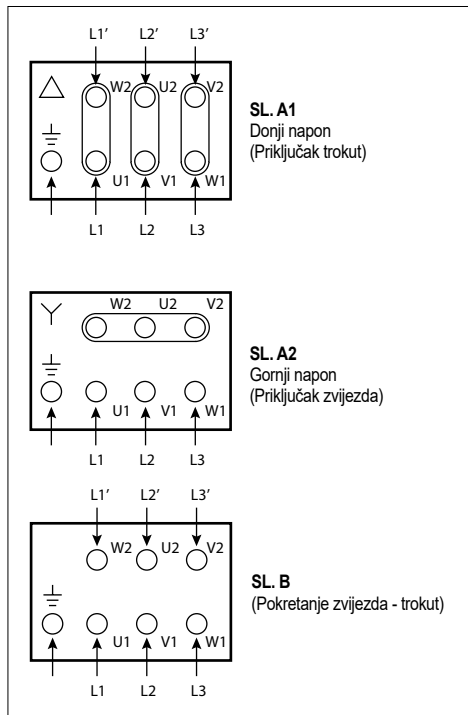 L1’ L2’ L3’
W2 U2 V2
U1 V1 W1
L1 L2 L3
SL. A1
Donji napon
(Priključak trokut)
W2 U2 V2
U1 V1 W1
L1 L2 L3
SL. A2
Gornji napon
(Priključak zvijezda)
L1’ L2’ L3’
W2 U2 V2
U1 V1 W1
L1 L2 L3
SL. B
(Pokretanje zvijezda - trokut)